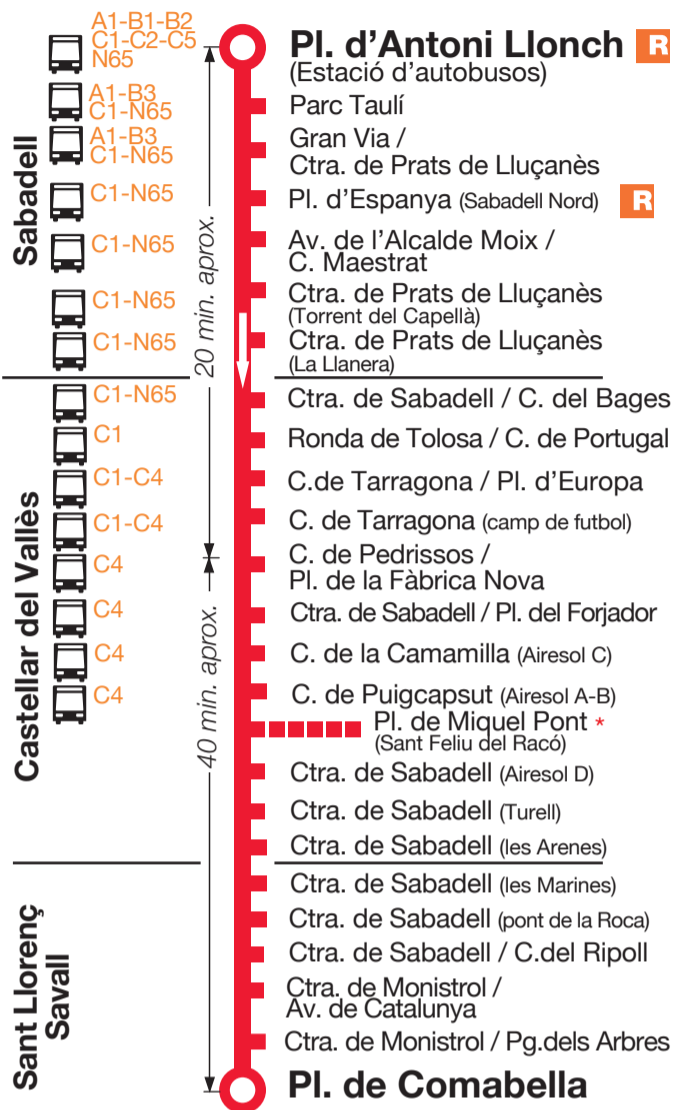 Sabadell
Castellar del Vallès
Sant Llorenç
Savall
A1-B1-B2
C1-C2-C5
N65
A1-B3
C1-N65
A1-B3
C1-N65
C1-N65
C1-N65
C1-N65
C1-N65
C1-N65
C1
C1-C4
C1-C4
C4
C4
C4
C4
20 min. aprox.
40 min. aprox.
Pl. d'Antoni Llonch R
(Estació d'autobusos)
Parc Taulí
Gran Via /
Ctra. de Prats de Lluçanès
Pl. d'Espanya (Sabadell Nord) R
Av. de l'Alcalde Moix /
C. Maestrat
Ctra. de Prats de Lluçanès
(Torrent del Capellà)
Ctra. de Prats de Lluçanès
(La Llanera)
Ctra. de Sabadell / C. del Bages
Ronda de Tolosa / C. de Portugal
C.de Tarragona / Pl. d'Europa
C. de Tarragona (camp de futbol)
C. de Pedrissos /
Pl. de la Fàbrica Nova
Ctra. de Sabadell / Pl. del Forjador
C. de la Camamilla (Airesol C)
C. de Puigcapsut (Airesol A-B)
Pl. de Miquel Pont *
(Sant Feliu del Racó)
Ctra. de Sabadell (Airesol D)
Ctra. de Sabadell (Turell)
Ctra. de Sabadell (les Arenes)
Ctra. de Sabadell (les Marines)
Ctra. de Sabadell (pont de la Roca)
Ctra. de Sabadell / C.del Ripoll
Ctra. de Monistrol /
Av. de Catalunya
Ctra. de Monistrol / Pg.dels Arbres
Pl. de Comabella